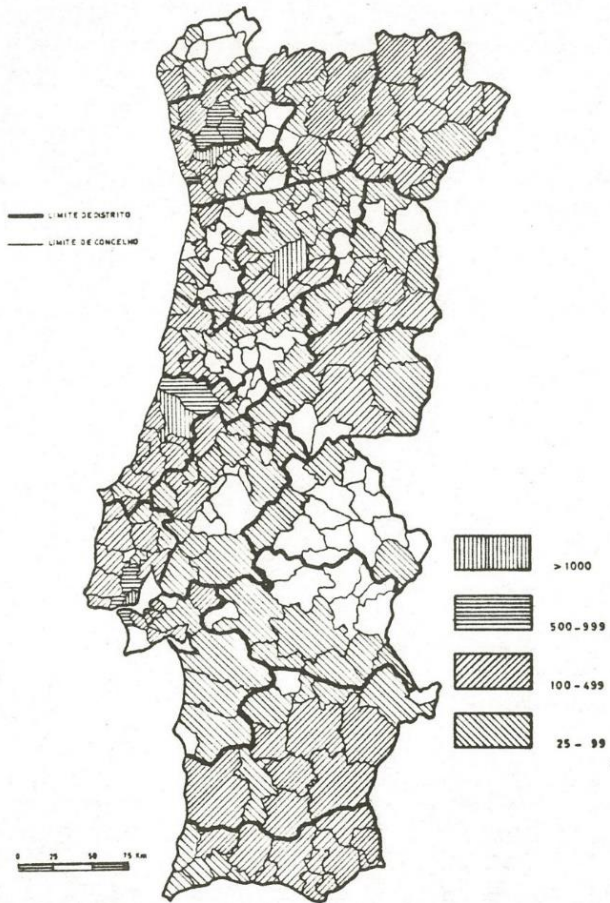 LIMITE DE DISTRITO
LIMITE DE CONCELHO
> 1000
500-999
100-499
25 - 99
0 25 50 75 Km